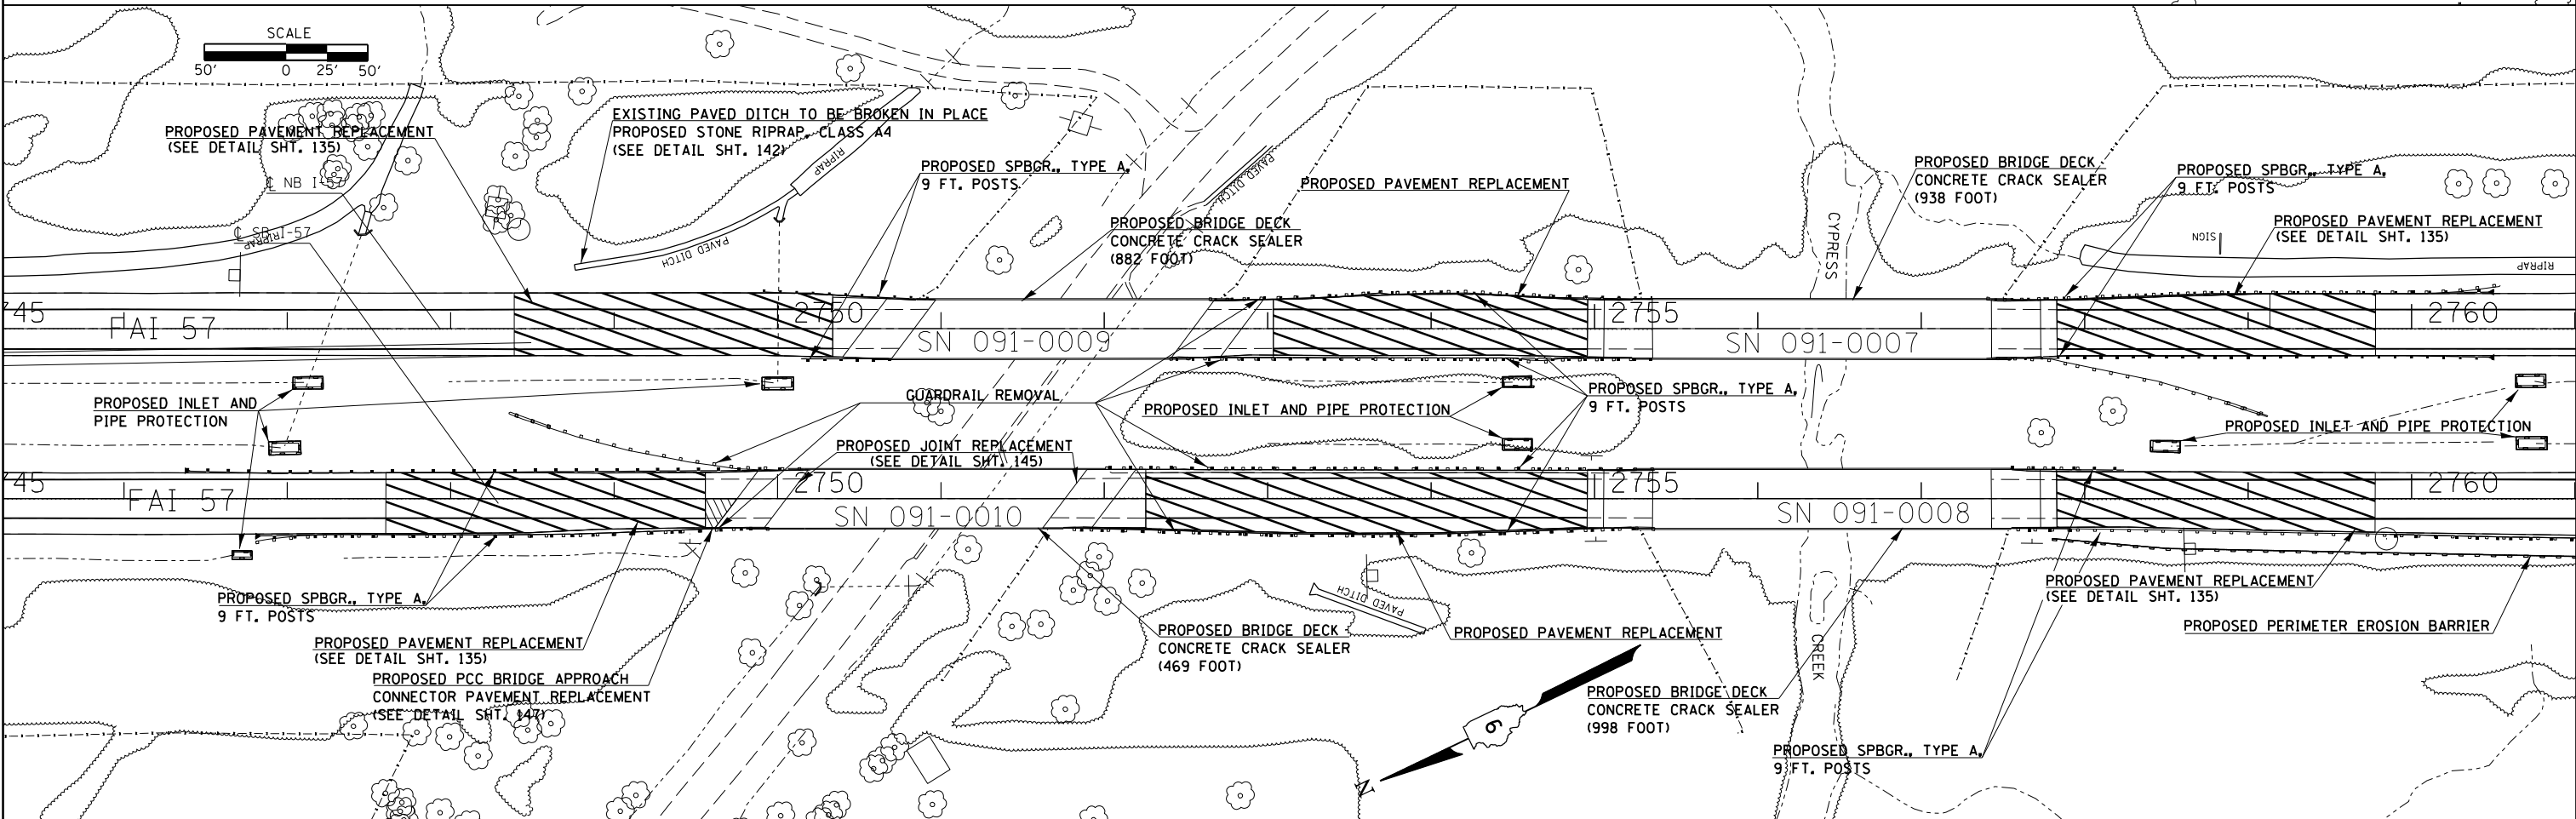 SCALE
50' 0 25' 50'
PROPOSED PAVEMENT REPLACEMENT
(SEE DETAIL SHT. 135)
℄ NB I-57
℄ SB I-57
RIPRAP
EXISTING PAVED DITCH TO BE BROKEN IN PLACE
PROPOSED STONE RIPRAP, CLASS A4
(SEE DETAIL SHT. 142)
RIPRAP
PAVED DITCH
PROPOSED SPBGR., TYPE A,
9 FT. POSTS
PAVED DITCH
PROPOSED BRIDGE DECK
CONCRETE CRACK SEALER
(882 FOOT)
PROPOSED PAVEMENT REPLACEMENT
CYPRESS
PROPOSED BRIDGE DECK
CONCRETE CRACK SEALER
(938 FOOT)
PROPOSED SPBGR., TYPE A,
9 FT. POSTS
SIGN
PROPOSED PAVEMENT REPLACEMENT
(SEE DETAIL SHT. 135)
RIPRAP
45
FAI 57
2750
SN 091-0009
2755
SN 091-0007
2760
PROPOSED INLET AND
PIPE PROTECTION
GUARDRAIL REMOVAL
PROPOSED INLET AND PIPE PROTECTION
PROPOSED SPBGR., TYPE A,
9 FT. POSTS
PROPOSED INLET AND PIPE PROTECTION
PROPOSED JOINT REPLACEMENT
(SEE DETAIL SHT. 145)
45
FAI 57
2750
SN 091-0010
2755
SN 091-0008
2760
PROPOSED SPBGR., TYPE A,
9 FT. POSTS
PROPOSED PAVEMENT REPLACEMENT
(SEE DETAIL SHT. 135)
PROPOSED PCC BRIDGE APPROACH
CONNECTOR PAVEMENT REPLACEMENT
(SEE DETAIL SHT. 147)
PROPOSED BRIDGE DECK
CONCRETE CRACK SEALER
(469 FOOT)
PAVED DITCH
PROPOSED PAVEMENT REPLACEMENT
N
6
PROPOSED BRIDGE DECK
CONCRETE CRACK SEALER
(998 FOOT)
CREEK
PROPOSED SPBGR., TYPE A,
9 FT. POSTS
PROPOSED PAVEMENT REPLACEMENT
(SEE DETAIL SHT. 135)
PROPOSED PERIMETER EROSION BARRIER